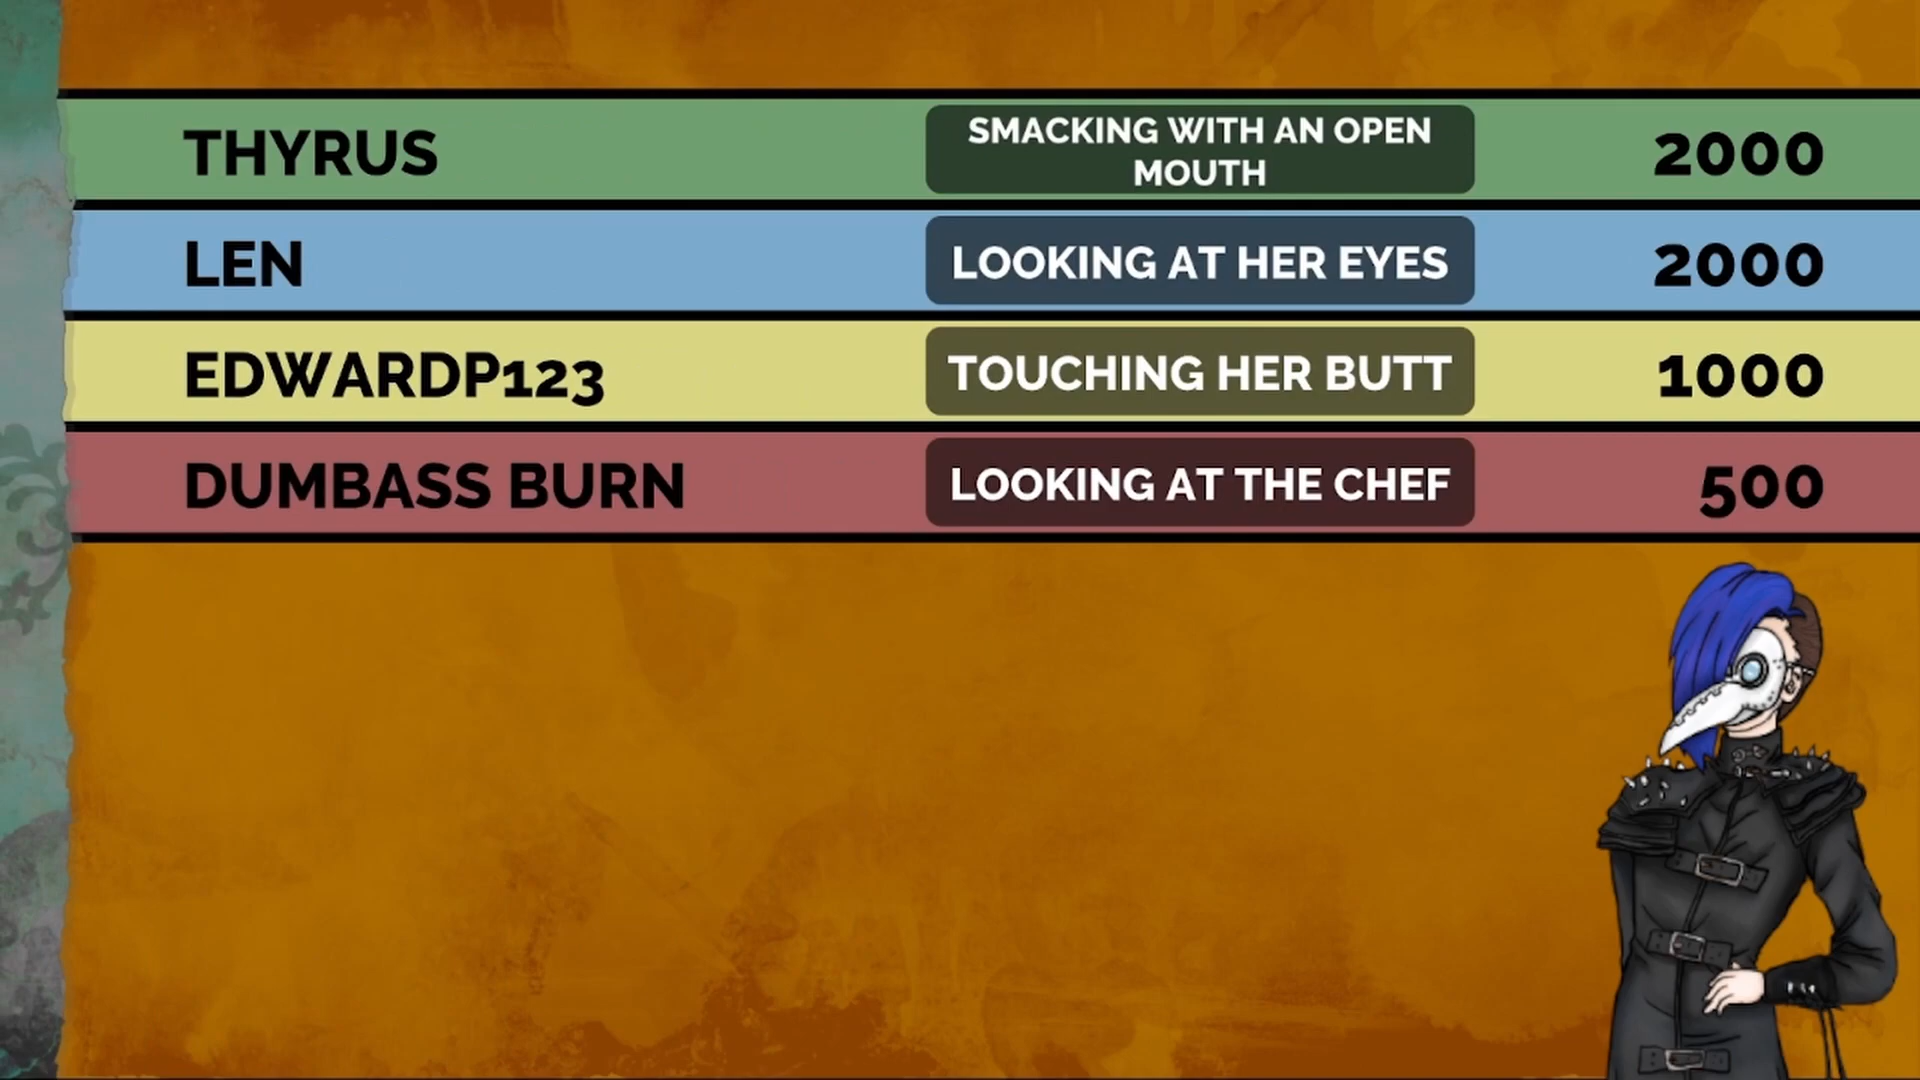 THYRUS
SMACKING WITH AN OPEN
MOUTH
2000
LEN
LOOKING AT HER EYES
2000
EDWARDP123
TOUCHING HER BUTT
1000
DUMBASS BURN
LOOKING AT THE CHEF
500